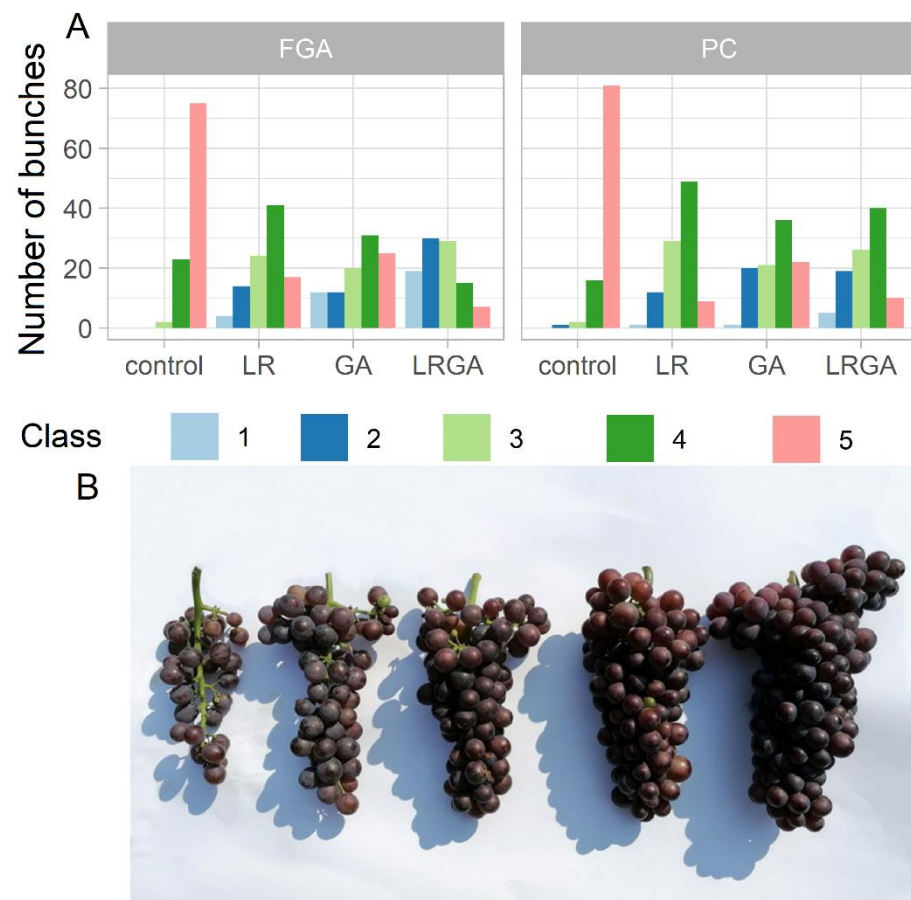 A
FGA PC
Number of bunches
80
60
40
20
0
control LR GA LRGA control LR GA LRGA
Class 1 2 3 4 5
B